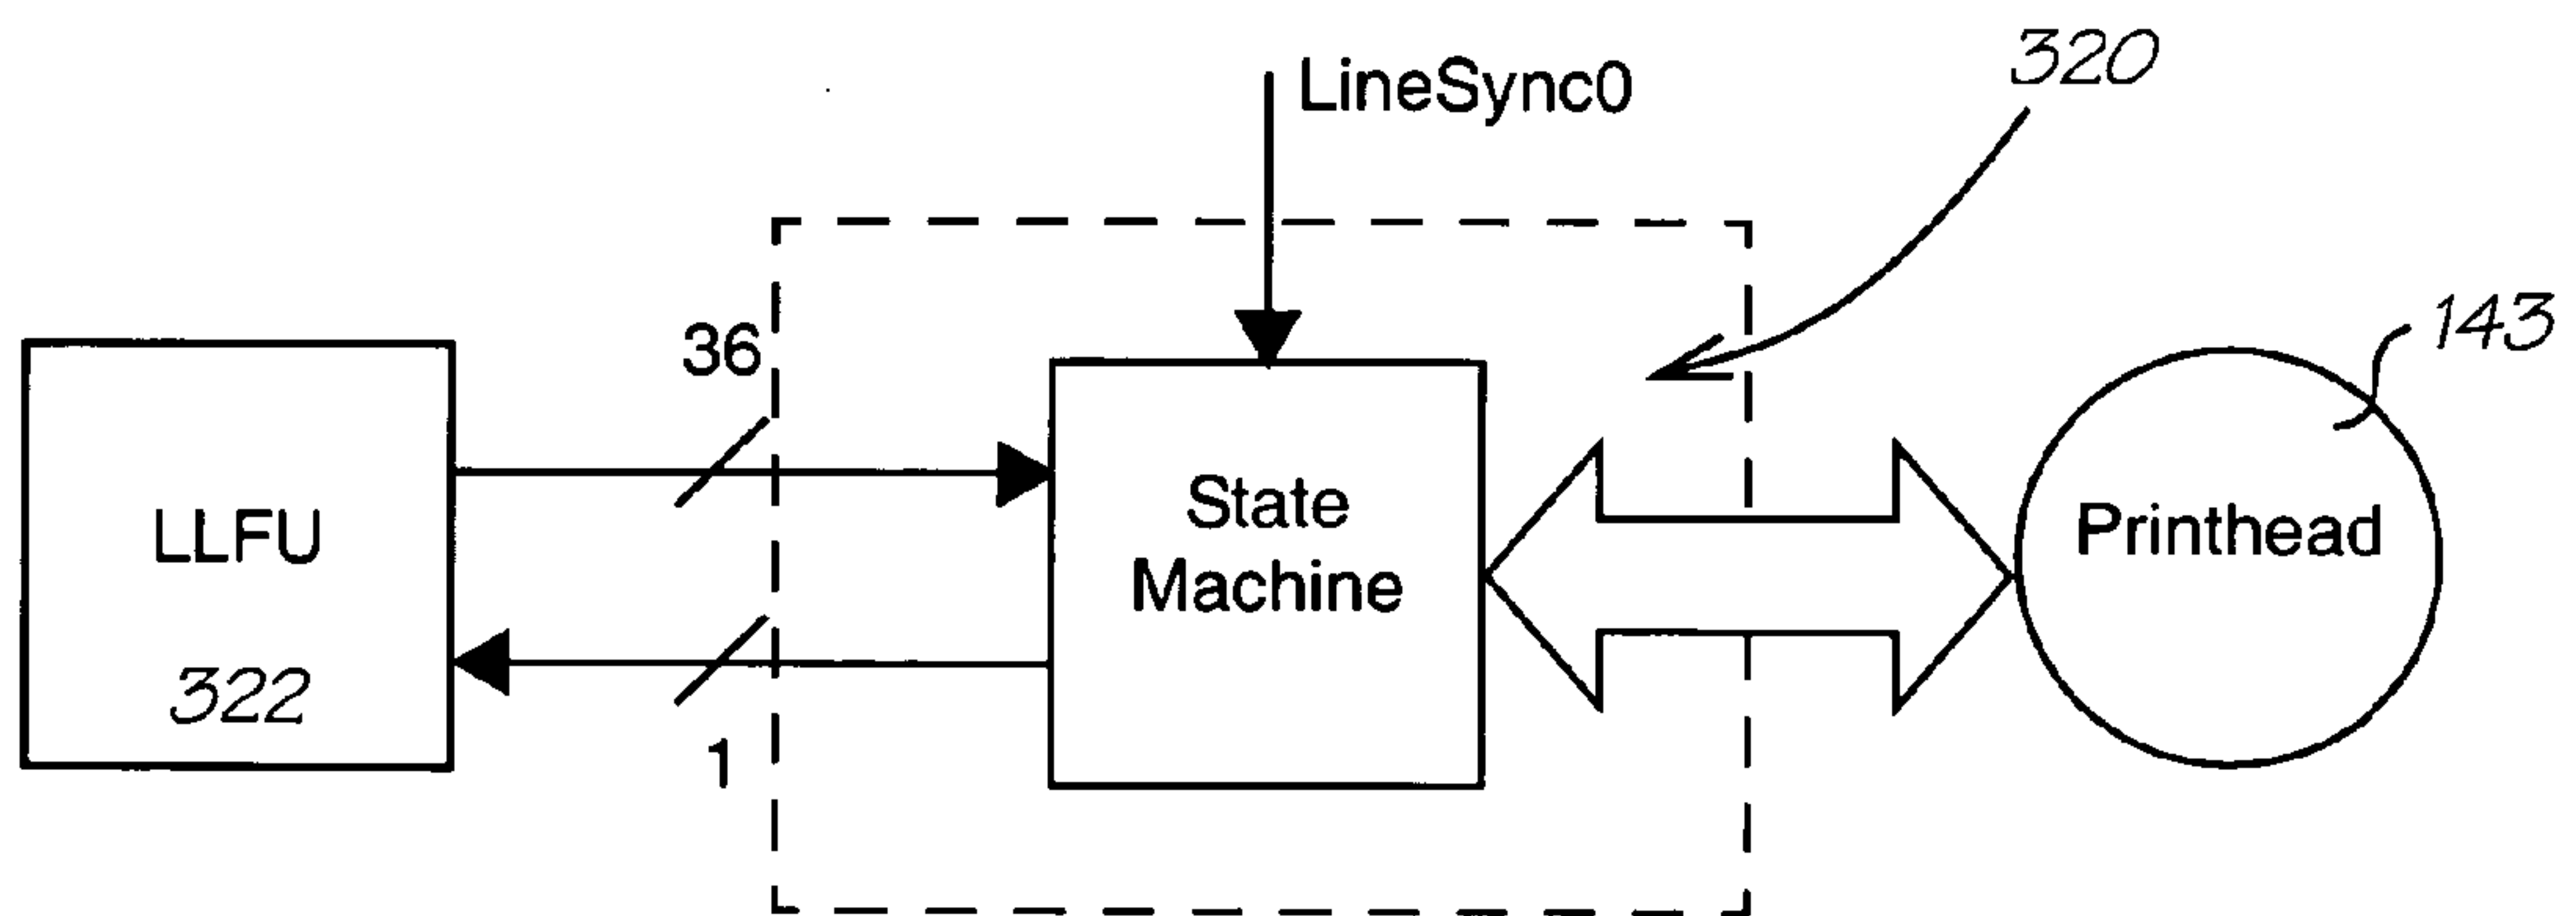 LineSync0
320
36
143
LLFU
322
State
Machine
Printhead
1